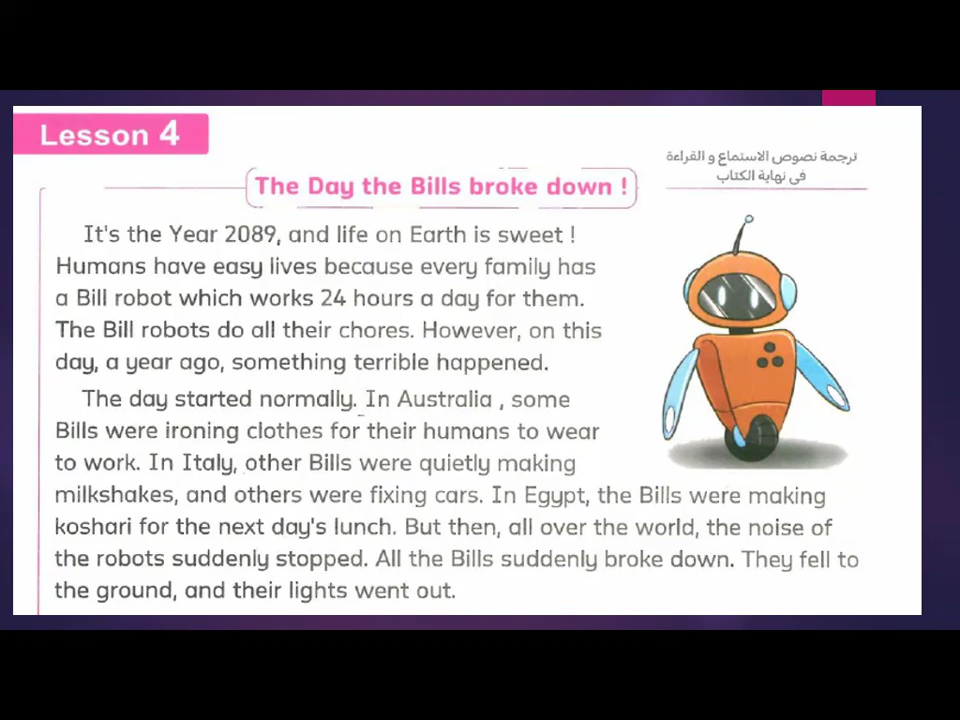 Lesson 4
ترجمة نصوص الاستماع و القراءة
فى نهاية الكتاب
The Day the Bills broke down !
It's the Year 2089, and life on Earth is sweet !
Humans have easy lives because every family has
a Bill robot which works 24 hours a day for them.
The Bill robots do all their chores. However, on this
day, a year ago, something terrible happened.
The day started normally. In Australia , some
Bills were ironing clothes for their humans to wear
to work. In Italy, other Bills were quietly making
milkshakes, and others were fixing cars. In Egypt, the Bills were making
koshari for the next day's lunch. But then, all over the world, the noise of
the robots suddenly stopped. All the Bills suddenly broke down. They fell to
the ground, and their lights went out.